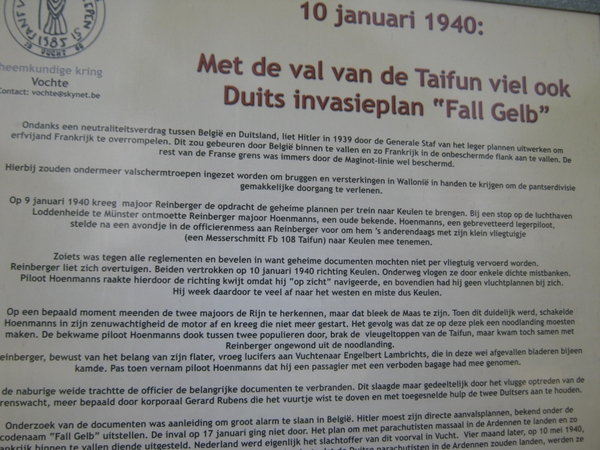 1985
heemkundige kring
Vochte
Contact: vochte@skynet.be
10 januari 1940:
Met de val van de Taifun viel ook
Duits invasieplan "Fall Gelb"
Ondanks een neutraliteitsverdrag tussen België en Duitsland, liet Hitler in 1939 door de Generale Staf van het leger plannen uitwerken om
erfvijand Frankrijk te overrompelen. Dit zou gebeuren door België binnen te vallen en zo Frankrijk in de onbeschermde flank aan te vallen. De
rest van de Franse grens was immers door de Maginot-linie wel beschermd.
Hierbij zouden ondermeer valschermtroepen ingezet worden om bruggen en versterkingen in Wallonië in handen te krijgen om de pantserdivisie
gemakkelijke doorgang te verlenen.
Op 9 januari 1940 kreeg majoor Reinberger de opdracht de geheime plannen per trein naar Keulen te brengen. Bij een stop op de luchthaven
Loddenheide te Münster ontmoette Reinberger majoor Hoenmanns, een oude bekende. Hoenmanns, een gebrevetteerd legerpiloot,
stelde na een avondje in de officierenmess aan Reinberger voor om hem 's anderendaags met zijn klein vliegtuigje
(een Messerschmitt Fb 108 Taifun) naar Keulen mee te nemen.
Zoiets was tegen alle reglementen en bevelen in want geheime documenten mochten niet per vliegtuig vervoerd worden.
Reinberger liet zich overtuigen. Beiden vertrokken op 10 januari 1940 richting Keulen. Onderweg vlogen ze door enkele dichte mistbanken.
Piloot Hoenmanns raakte hierdoor de richting kwijt omdat hij "op zicht" navigeerde, en bovendien had hij geen vluchtplannen bij zich.
Hij week daardoor te veel af naar het westen en miste dus Keulen.
Op een bepaald moment meenden de twee majoors de Rijn te herkennen, maar dat bleek de Maas te zijn. Toen dit duidelijk werd, schakelde
Hoenmanns in zijn zenuwachtigheid de motor af en kreeg die niet meer gestart. Het gevolg was dat ze op deze plek een noodlanding moesten
maken. De bekwame piloot Hoenmanns dook tussen twee populieren door, brak de vleugeltoppen van de Taifun, maar kwam toch samen met
Reinberger ongewond uit de noodlanding.
einberger, bewust van het belang van zijn flater, vroeg lucifers aan Vuchtenaar Engelbert Lambrichts, die in deze wei afgevallen bladeren bijeen
kamde. Pas toen vernam piloot Hoenmanns dat hij een passagier met een verboden bagage had mee genomen.
de naburige weide trachtte de officier de belangrijke documenten te verbranden. Dit slaagde maar gedeeltelijk door het vlugge optreden van de
renswacht, meer bepaald door korporaal Gerard Rubens die het vuurtje wist te doven en met toegesnelde hulp de twee Duitsers aan te houden.
Onderzoek van de documenten was aanleiding om groot alarm te slaan in België. Hitler moest zijn directe aanvalsplannen, bekend onder de
codenaam "Fall Gelb" uitstellen. De inval op 17 januari ging niet door. Het plan om met parachutisten massaal in de Ardennen te landen en zo
ankrijk binnen te vallen diende uitgesteld. Nederland werd eigenlijk het slachtoffer van dit voorval in Vucht. Vier maand later, op 10 mei 1940,
in de Ardennen zouden landen, werden ze